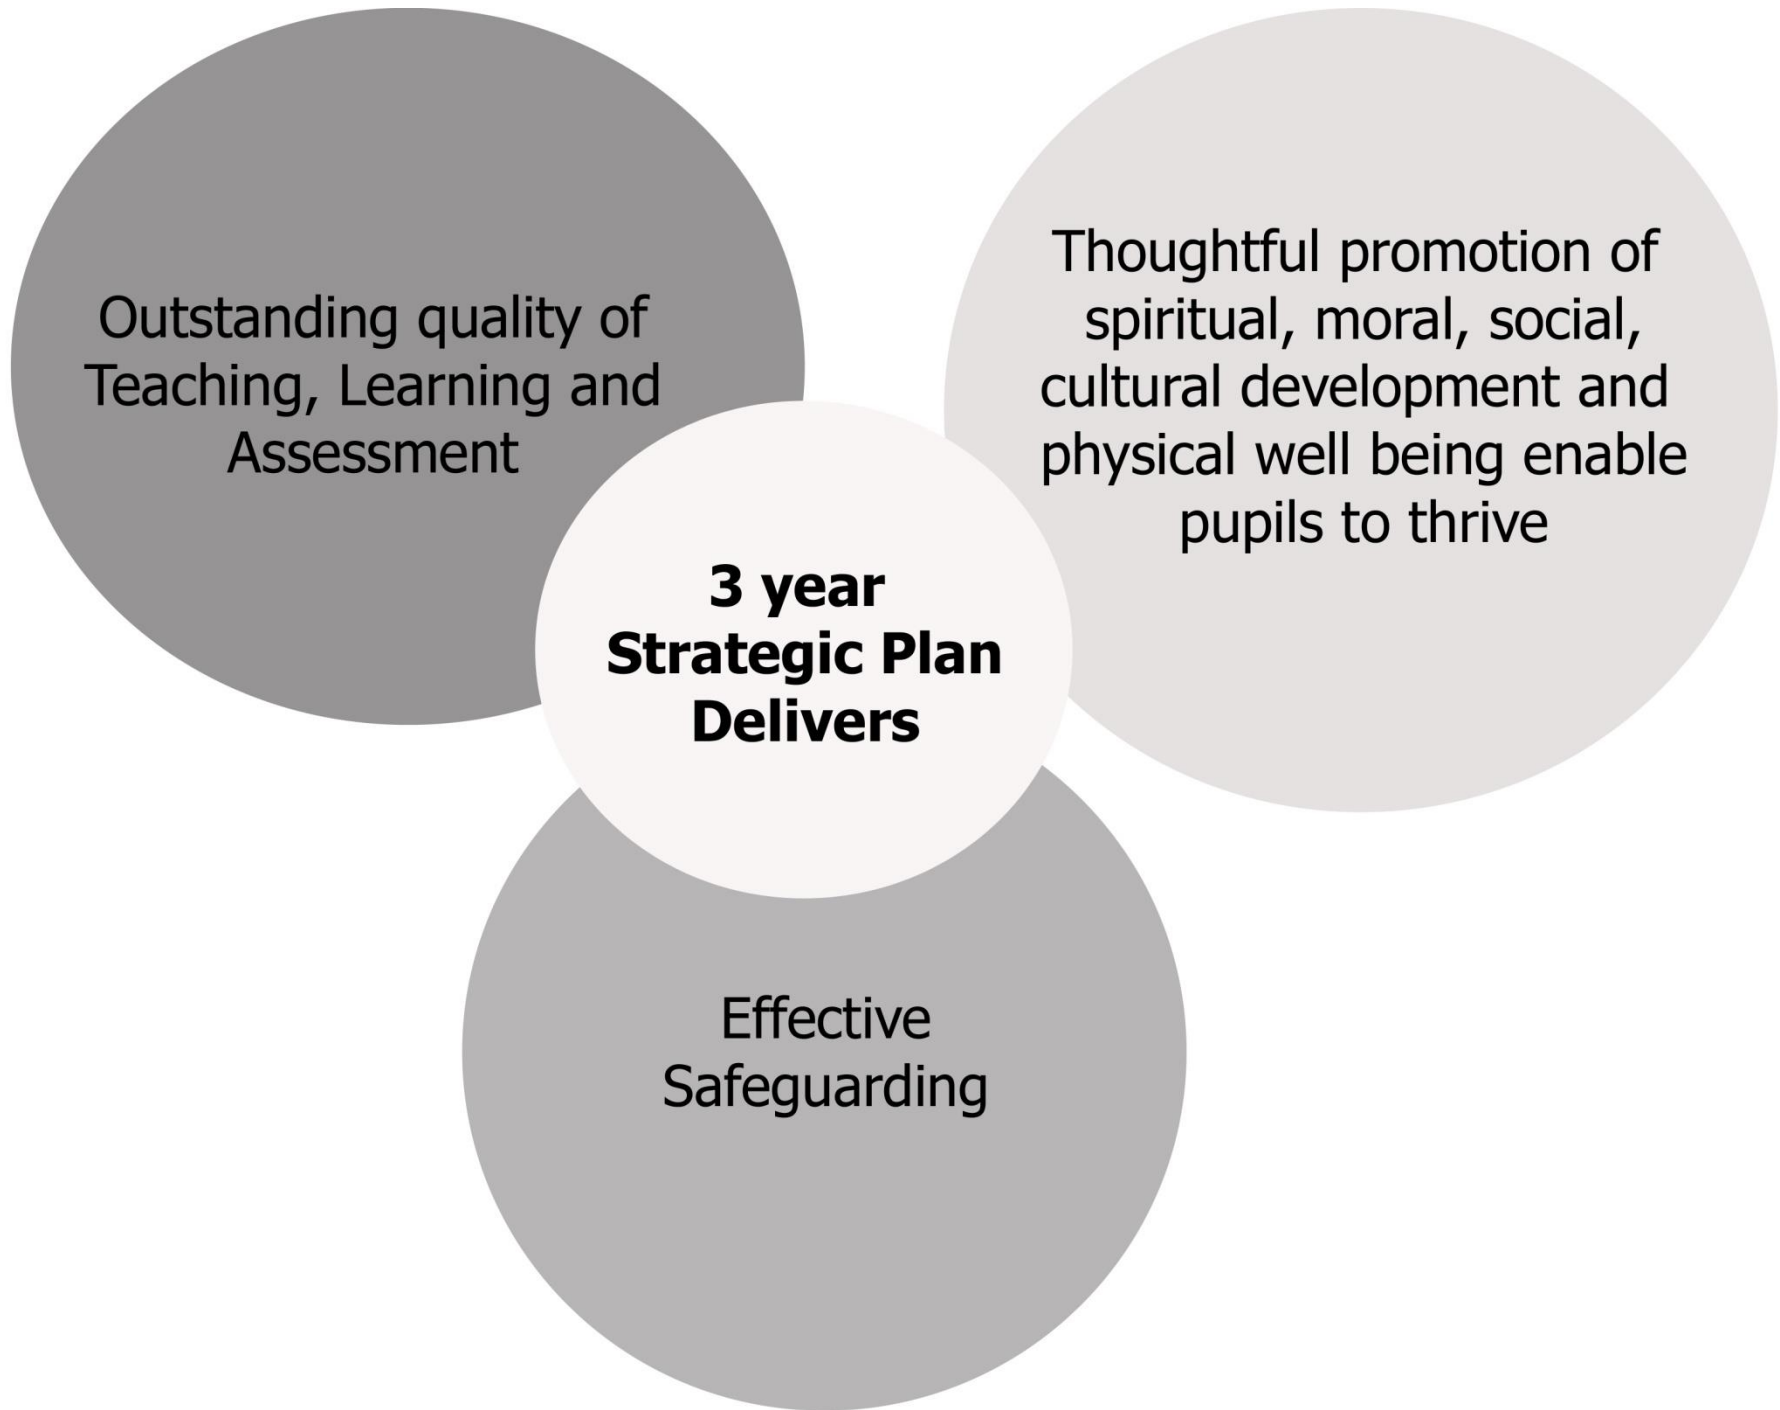 Outstanding quality of
Teaching, Learning and
Assessment
Thoughtful promotion of
spiritual, moral, social,
cultural development and
physical well being enable
pupils to thrive
3 year
Strategic Plan
Delivers
Effective
Safeguarding